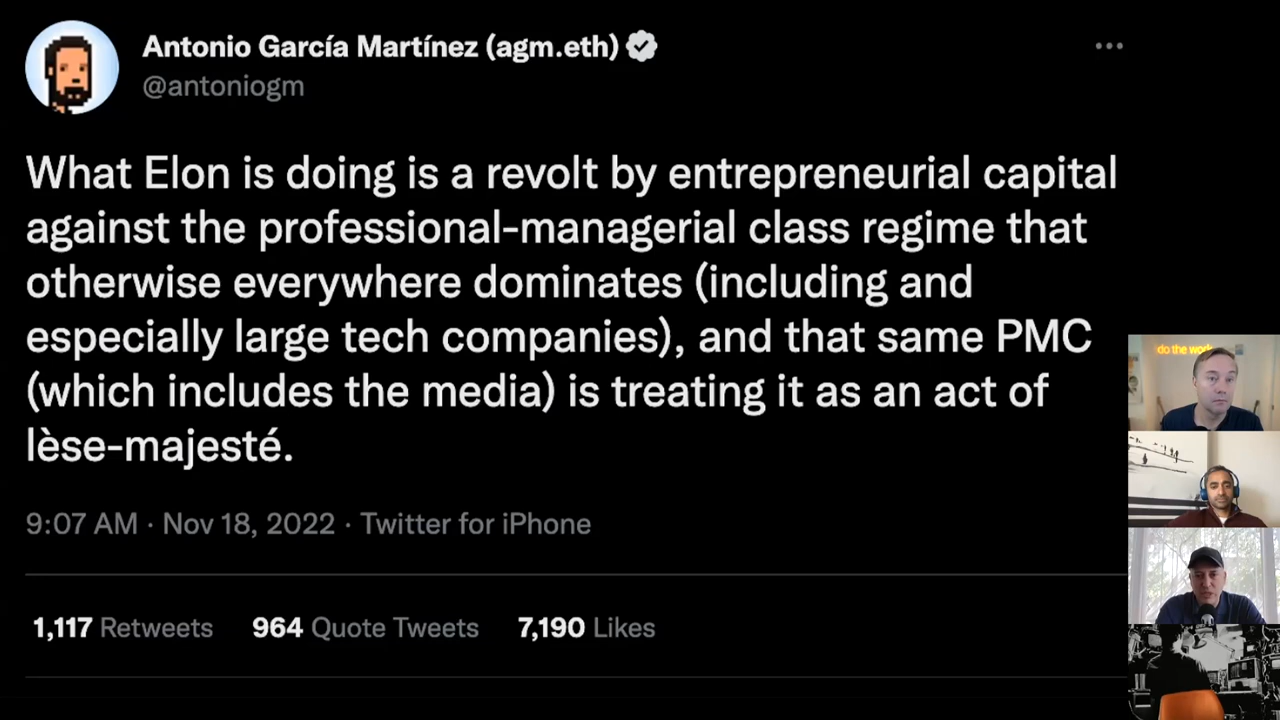 Antonio García Martínez (agm.eth)
@antoniogm
What Elon is doing is a revolt by entrepreneurial capital
against the professional-managerial class regime that
otherwise everywhere dominates (including and
especially large tech companies), and that same PMC
(which includes the media) is treating it as an act of
lèse-majesté.
9:07 AM · Nov 18, 2022 · Twitter for iPhone
1,117 Retweets 964 Quote Tweets 7,190 Likes
do the work